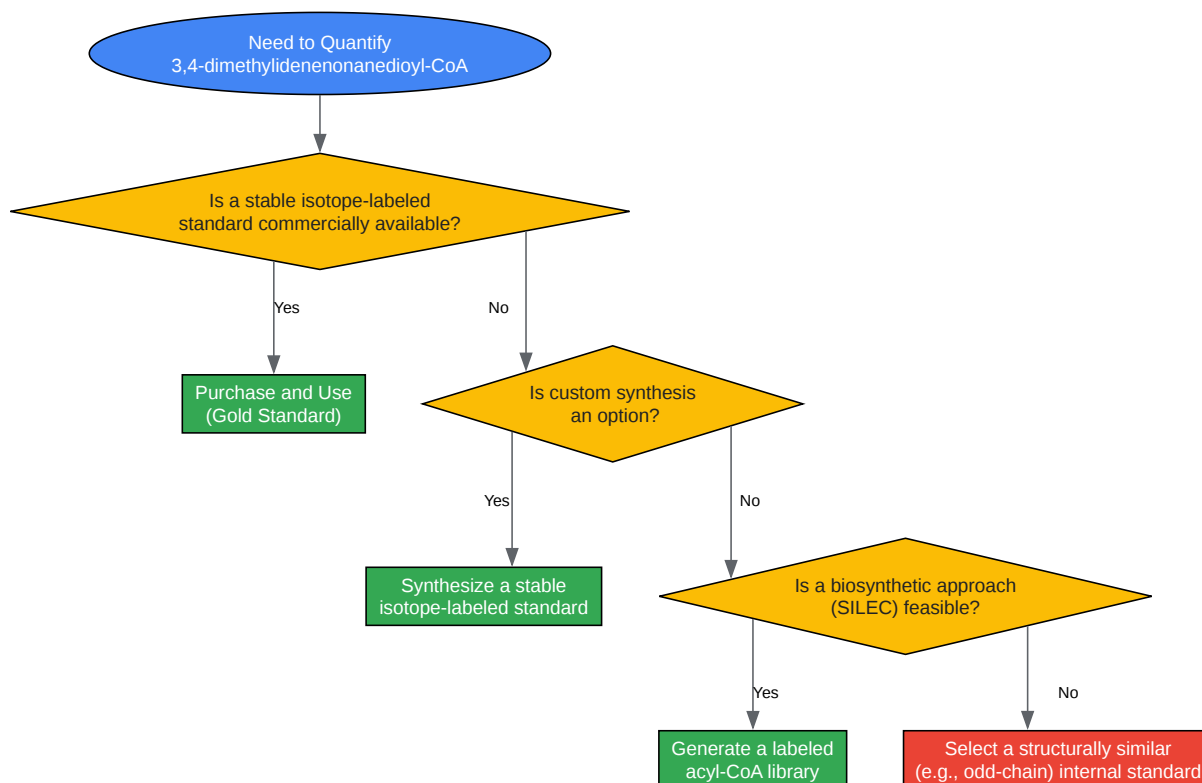 Need to Quantify
3,4-dimethylidenenonanedioyl-CoA
Is a stable isotope-labeled
standard commercially available?
Yes
No
Purchase and Use
(Gold Standard)
Is custom synthesis
an option?
Yes
No
Synthesize a stable
isotope-labeled standard
Is a biosynthetic approach
(SILEC) feasible?
Yes
No
Generate a labeled
acyl-CoA library
Select a structurally similar
(e.g., odd-chain) internal standard